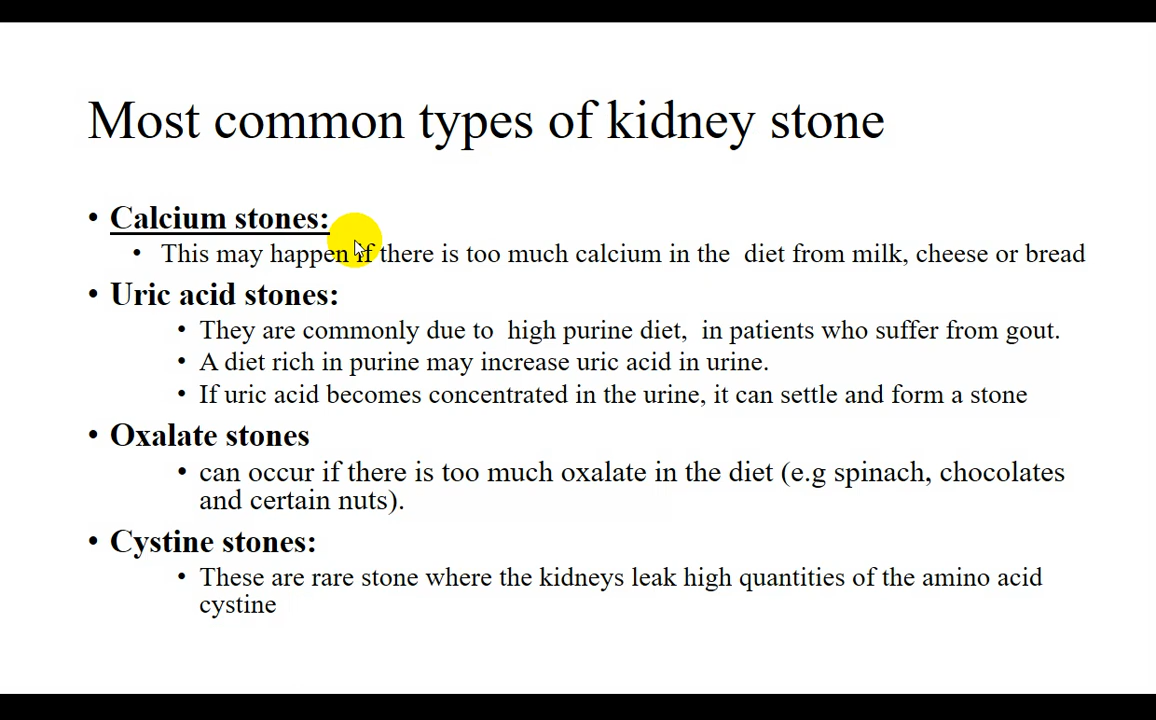 Most common types of kidney stone
• Calcium stones:
• This may happen if there is too much calcium in the diet from milk, cheese or bread
• Uric acid stones:
• They are commonly due to high purine diet, in patients who suffer from gout.
• A diet rich in purine may increase uric acid in urine.
• If uric acid becomes concentrated in the urine, it can settle and form a stone
• Oxalate stones
• can occur if there is too much oxalate in the diet (e.g spinach, chocolates
and certain nuts).
• Cystine stones:
• These are rare stone where the kidneys leak high quantities of the amino acid
cystine